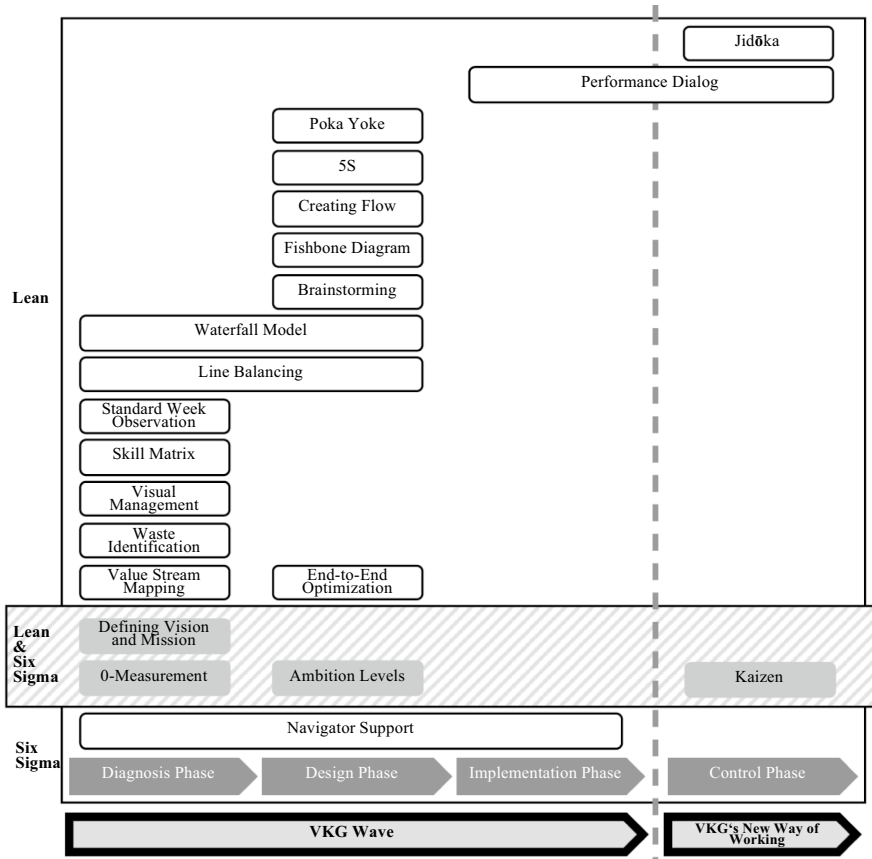 Jidōka
Performance Dialog
Poka Yoke
5S
Creating Flow
Fishbone Diagram
Brainstorming
Lean
Waterfall Model
Line Balancing
Standard Week
Observation
Skill Matrix
Visual
Management
Waste
Identification
Value Stream
Mapping
End-to-End
Optimization
Lean
&
Six
Sigma
Defining Vision
and Mission
0-Measurement
Ambition Levels
Kaizen
Six
Sigma
Navigator Support
Diagnosis Phase
Design Phase
Implementation Phase
Control Phase
VKG Wave
VKG‘s New Way of
Working